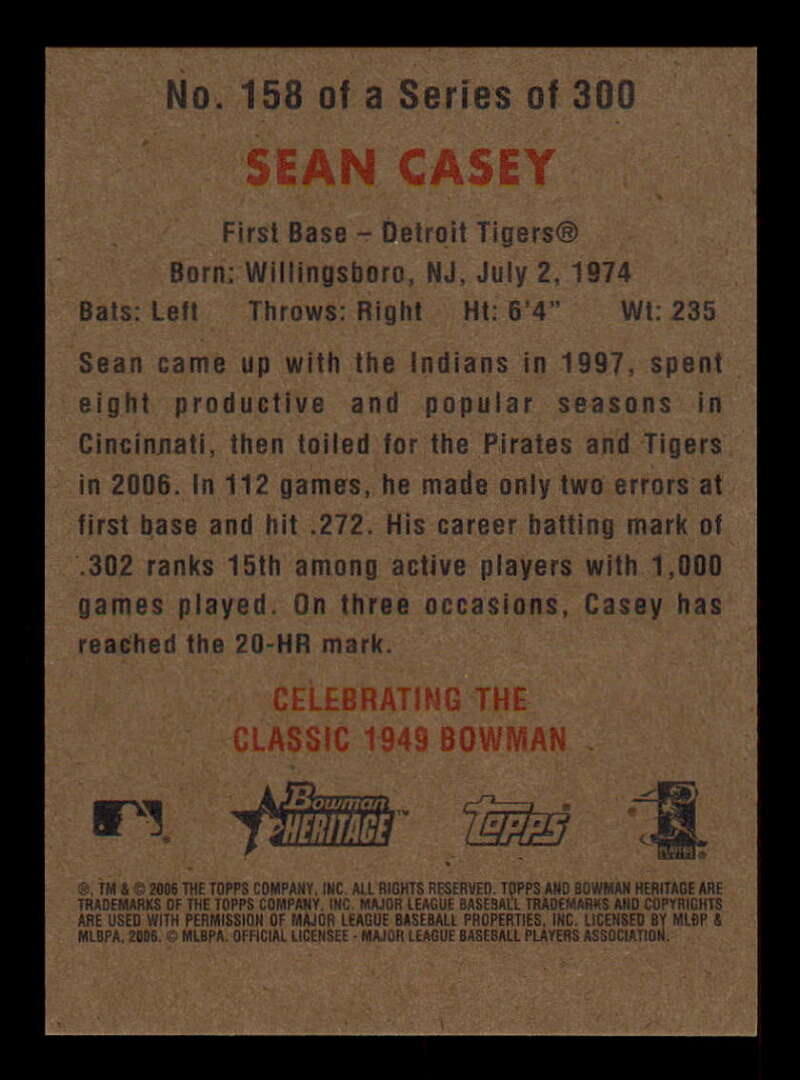 No. 158 of a Series of 300
SEAN CASEY
First Base – Detroit Tigers®
Born: Willingsboro, NJ, July 2, 1974
Bats: Left Throws: Right Ht: 6'4" Wt: 235
Sean came up with the Indians in 1997, spent
eight productive and popular seasons in
Cincinnati, then toiled for the Pirates and Tigers
in 2006. In 112 games, he made only two errors at
first base and hit .272. His career batting mark of
.302 ranks 15th among active players with 1,000
games played. On three occasions, Casey has
reached the 20-HR mark.
CELEBRATING THE
CLASSIC 1949 BOWMAN
Bowman
HERITAGE™
Topps®
®, TM & © 2006 THE TOPPS COMPANY, INC. ALL RIGHTS RESERVED. TOPPS AND BOWMAN HERITAGE ARE
TRADEMARKS OF THE TOPPS COMPANY, INC. MAJOR LEAGUE BASEBALL TRADEMARKS AND COPYRIGHTS
ARE USED WITH PERMISSION OF MAJOR LEAGUE BASEBALL PROPERTIES, INC. LICENSED BY MLBP &
MLBPA, 2006. © MLBPA. OFFICIAL LICENSEE - MAJOR LEAGUE BASEBALL PLAYERS ASSOCIATION.